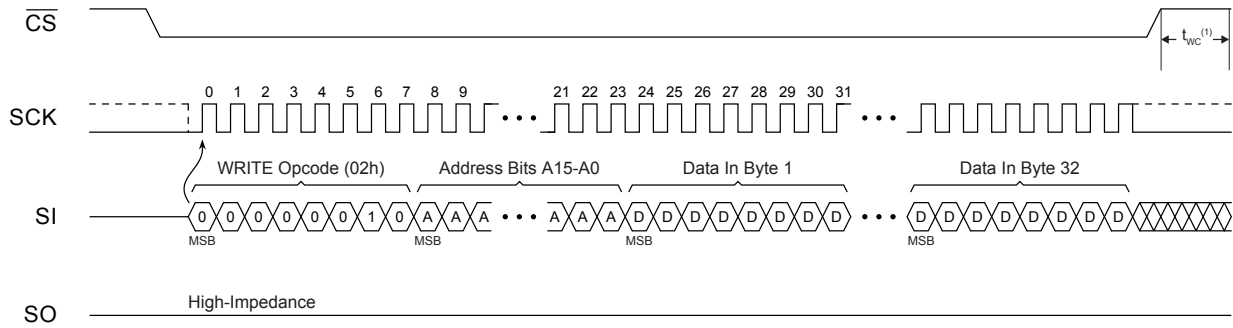 CS
t_WC(1)
0 1 2 3 4 5 6 7 8 9 21 22 23 24 25 26 27 28 29 30 31
SCK • • • • • •
WRITE Opcode (02h) Address Bits A15-A0 Data In Byte 1 Data In Byte 32
SI 0 0 0 0 0 0 1 0 A A A • • • A A A D D D D D D D D • • • D D D D D D D D
MSB MSB MSB MSB
High-Impedance
SO